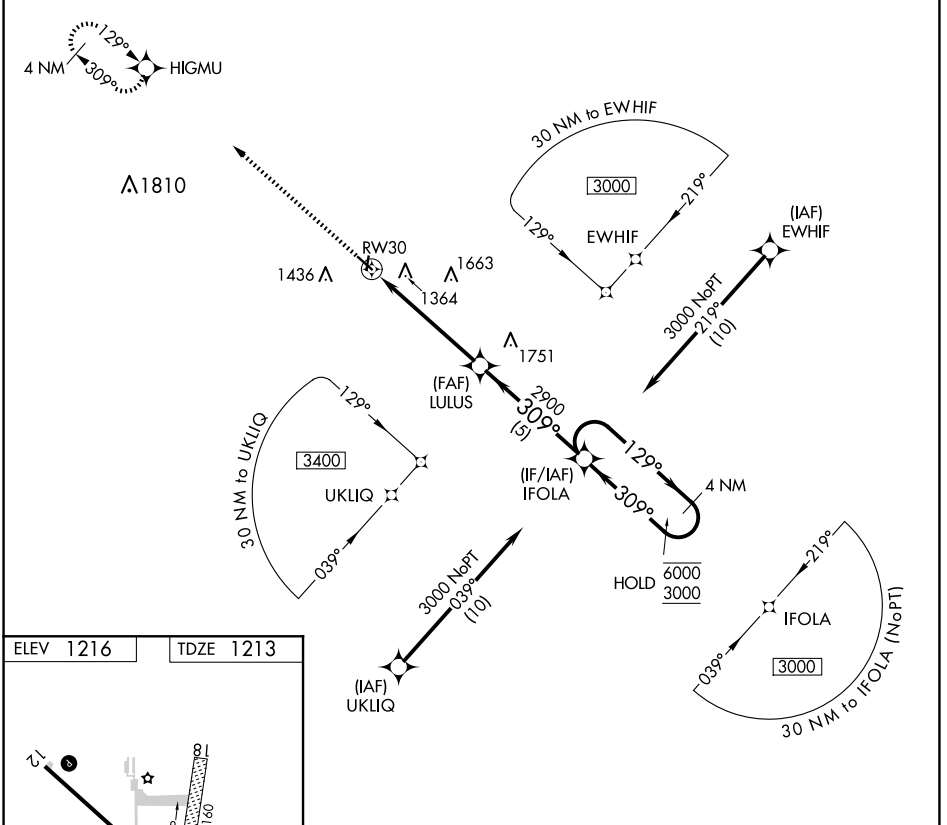 129°
4 NM
309°
HIGMU
1810
30 NM to EWHIF
3000
219°
129°
EWHIF
(IAF)
EWHIF
RW30
1436
1663
1364
3000 NoPT
219°
(10)
1751
(FAF)
LULUS
2900
309°
(5)
129°
30 NM to UKLIQ
3400
UKLIQ
039°
(IF/IAF)
IFOLA
129°
309°
4 NM
HOLD
6000
3000
3000 NoPT
039°
(10)
219°
IFOLA
039°
3000
30 NM to IFOLA (NoPT)
(IAF)
UKLIQ
ELEV 1216
TDZE 1213
12
P
18
160